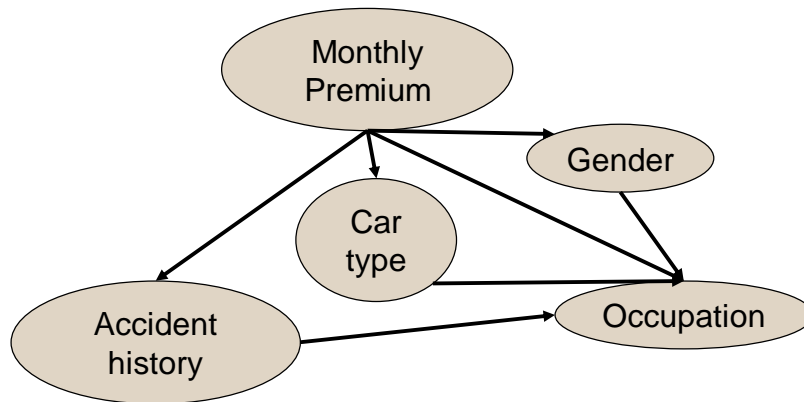 Monthly
Premium
Gender
Car
type
Accident
history
Occupation